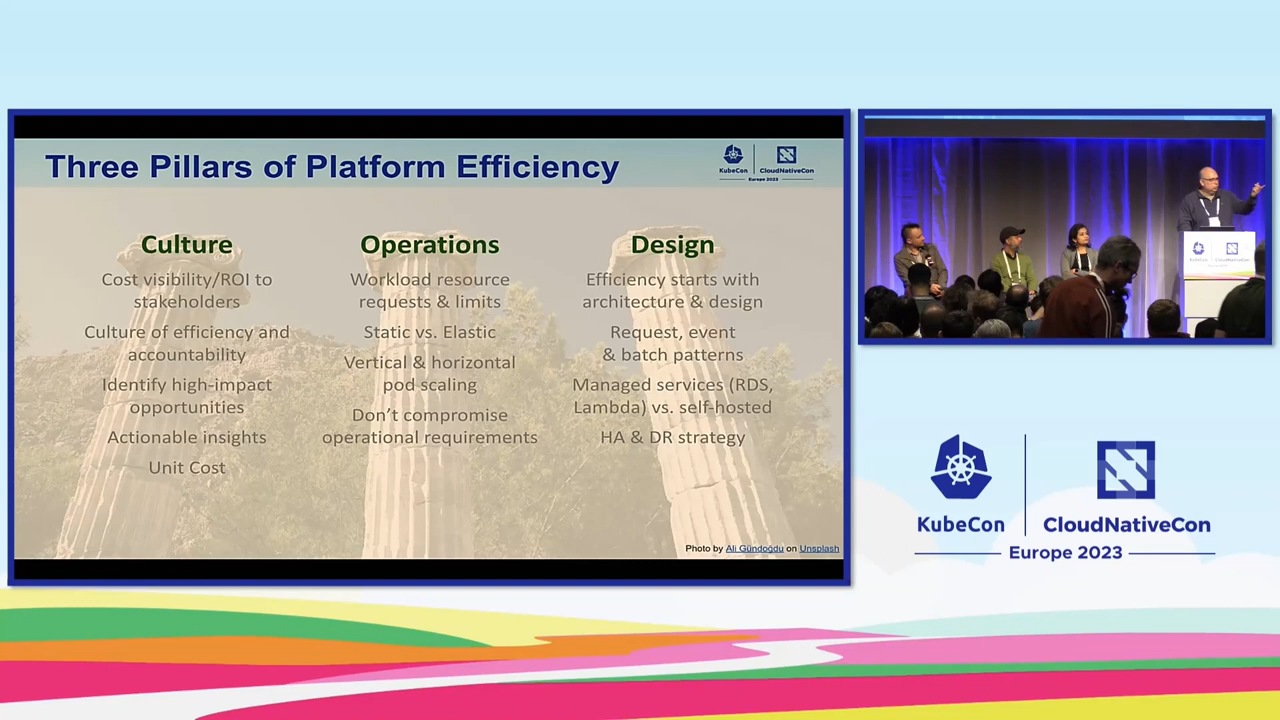 Three Pillars of Platform Efficiency
KubeCon
CloudNativeCon
Europe 2023
Culture
Cost visibility/ROI to
stakeholders
Culture of efficiency and
accountability
Identify high-impact
opportunities
Actionable insights
Unit Cost
Operations
Workload resource
requests & limits
Static vs. Elastic
Vertical & horizontal
pod scaling
Don’t compromise
operational requirements
Design
Efficiency starts with
architecture & design
Request, event
& batch patterns
Managed services (RDS,
Lambda) vs. self-hosted
HA & DR strategy
Photo by Ali Gündoğdu on Unsplash
KubeCon
CloudNativeCon
Europe 2023